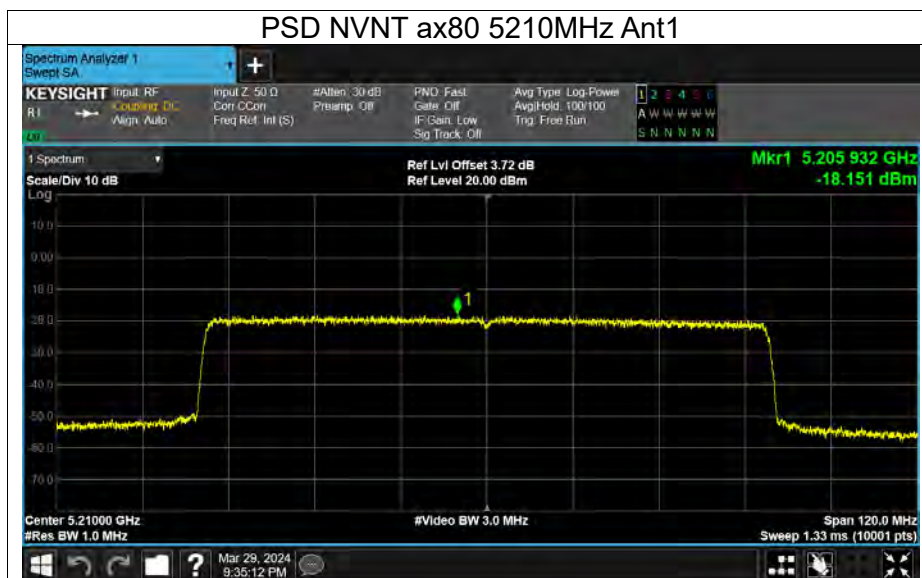 PSD NVNT ax80 5210MHz Ant1
Spectrum Analyzer 1
Swept SA
+
KEYSIGHT Input: RF
RL Coupling: DC
Align: Auto
Input Z: 50 Ω
Corr CCorr
Freq Ref: Int (S)
#Atten: 30 dB
Preamp: Off
PNO: Fast
Gate: Off
IF Gain: Low
Sig Track: Off
Avg Type: Log-Power
Avg|Hold: 100/100
Trig: Free Run
1 2 3 4 5 6
A W W W W W
S N N N N N
1 Spectrum
Scale/Div 10 dB
Ref Lvl Offset 3.72 dB
Ref Level 20.00 dBm
Mkr1 5.205 932 GHz
-18.151 dBm
Log
10.0
0.00
-10.0
-20.0
-30.0
-40.0
-50.0
-60.0
-70.0
1
Center 5.21000 GHz
#Res BW 1.0 MHz
#Video BW 3.0 MHz
Span 120.0 MHz
Sweep 1.33 ms (10001 pts)
?
Mar 29, 2024
9:35:12 PM